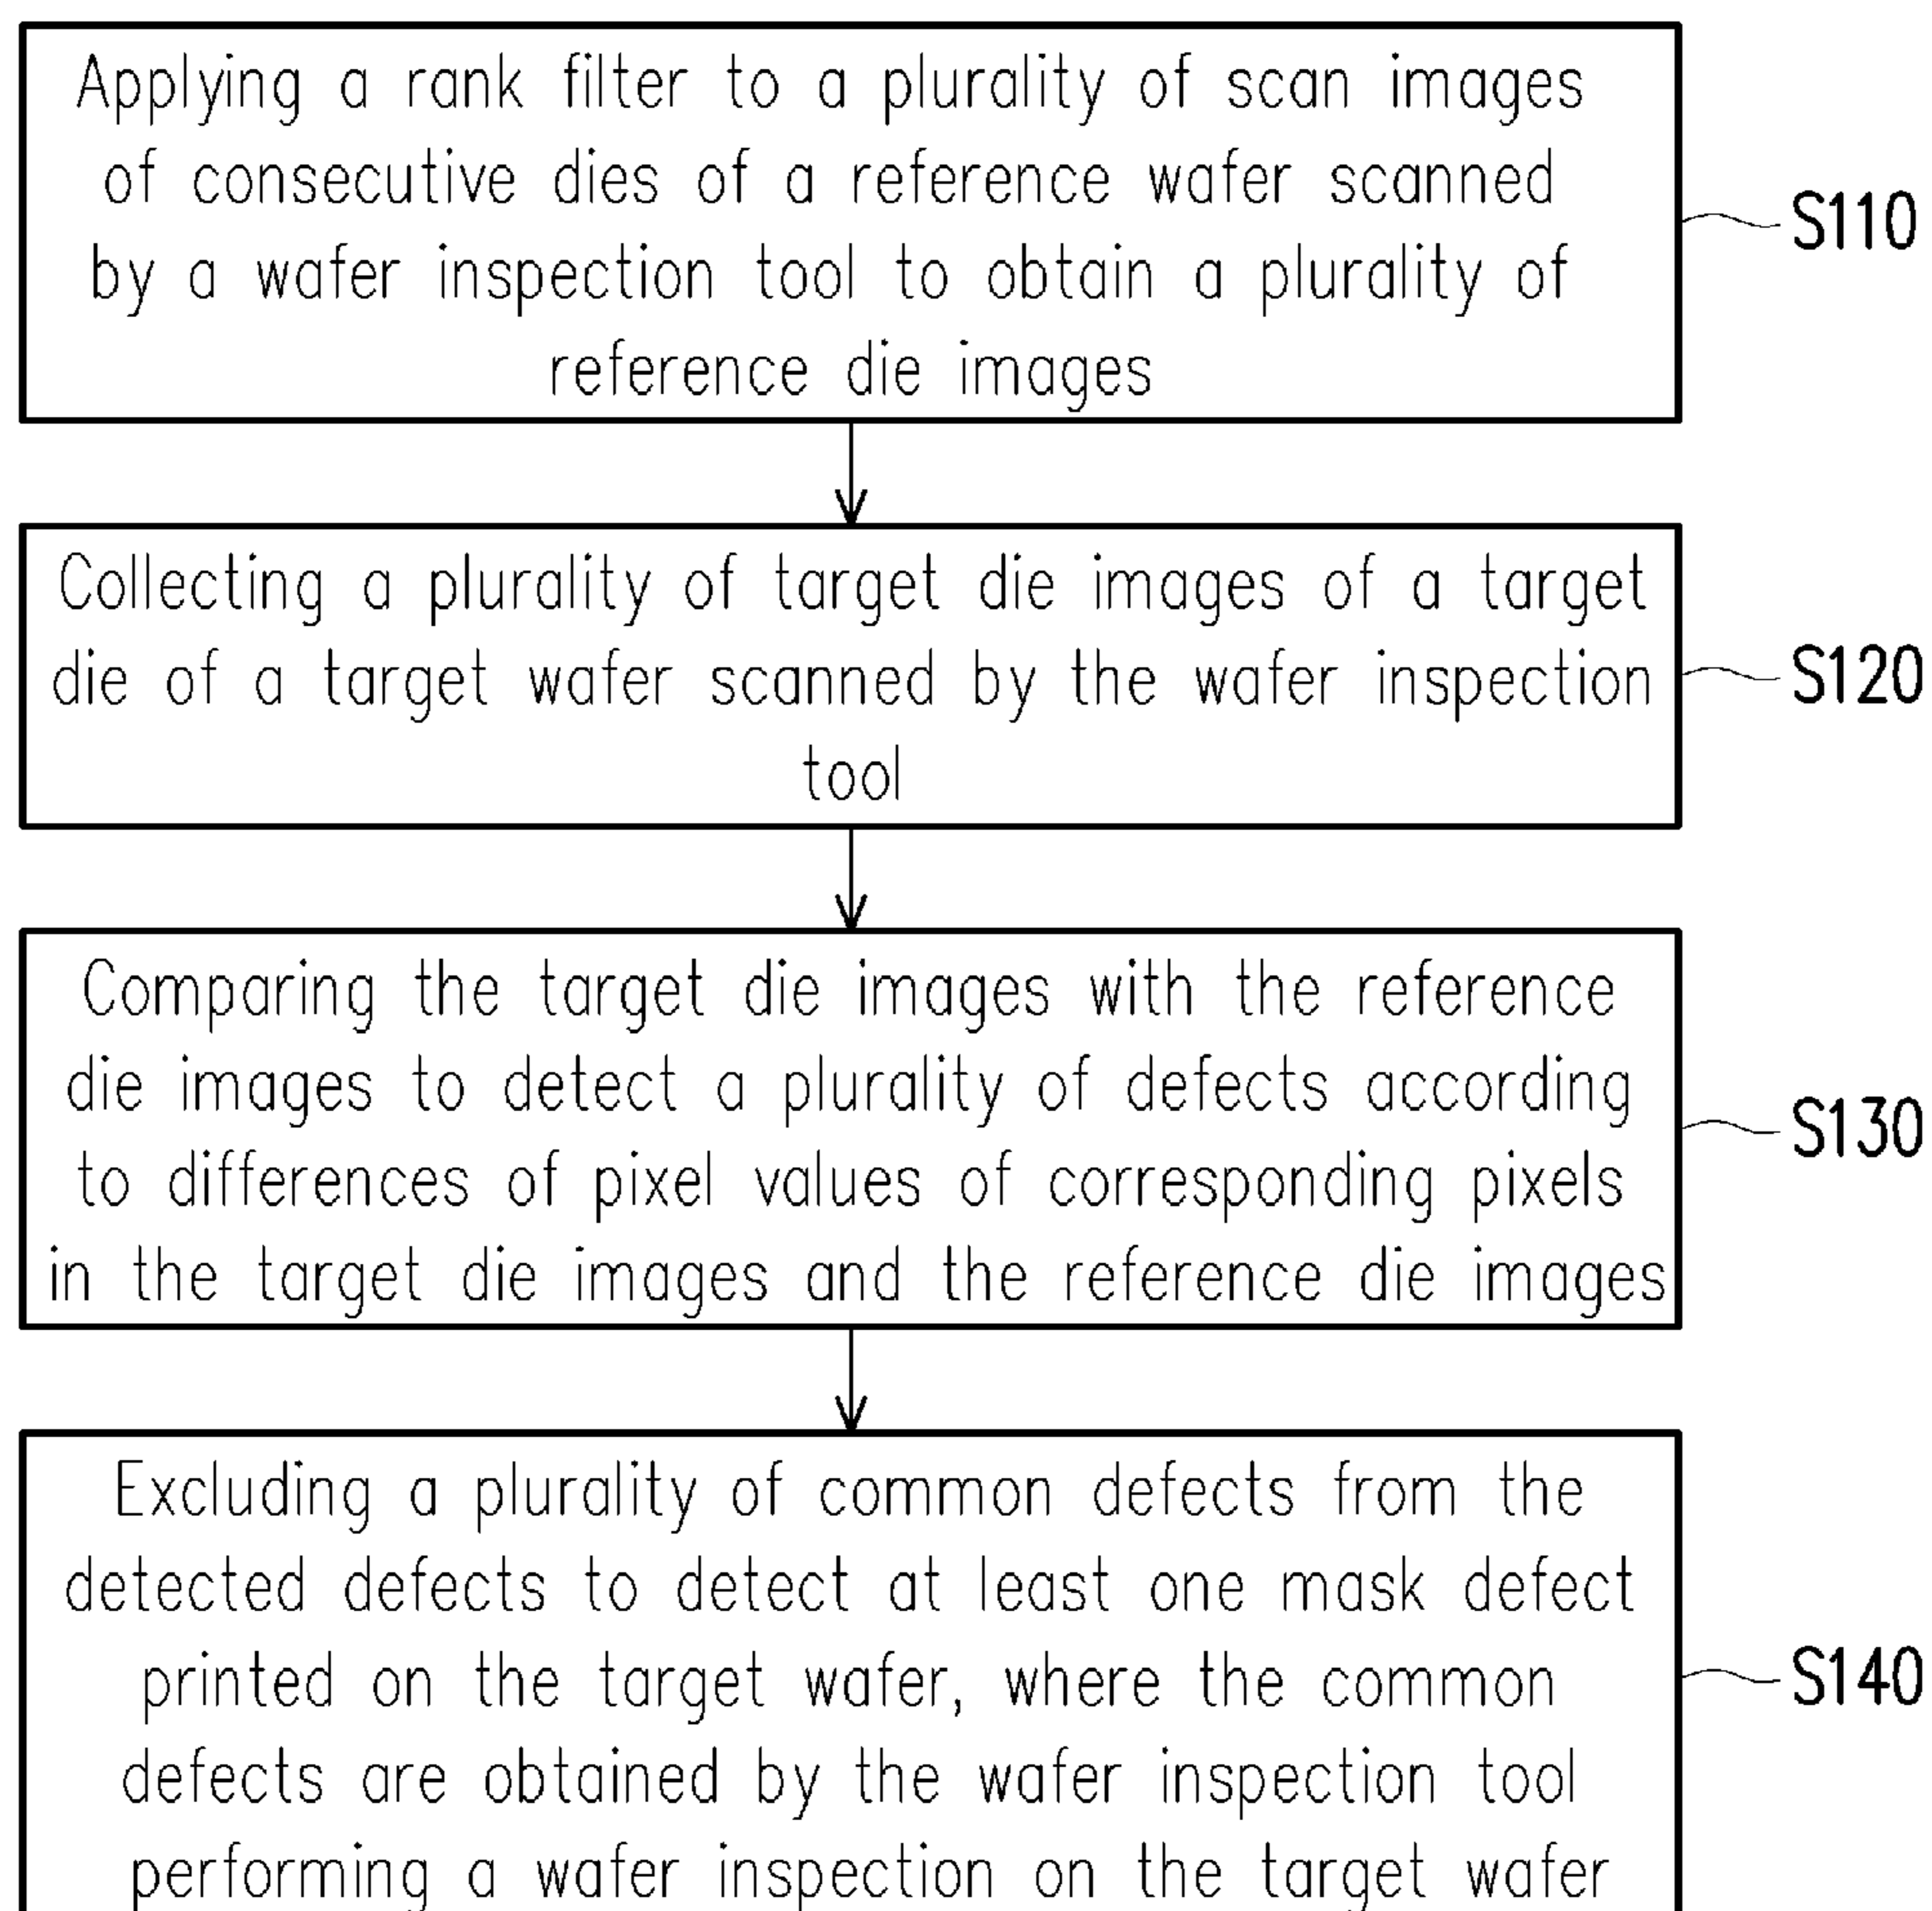 Applying a rank filter to a plurality of scan images
of consecutive dies of a reference wafer scanned
by a wafer inspection tool to obtain a plurality of
reference die images
S110
Collecting a plurality of target die images of a target
die of a target wafer scanned by the wafer inspection
tool
S120
Comparing the target die images with the reference
die images to detect a plurality of defects according
to differences of pixel values of corresponding pixels
in the target die images and the reference die images
S130
Excluding a plurality of common defects from the
detected defects to detect at least one mask defect
printed on the target wafer, where the common
defects are obtained by the wafer inspection tool
performing a wafer inspection on the target wafer
S140